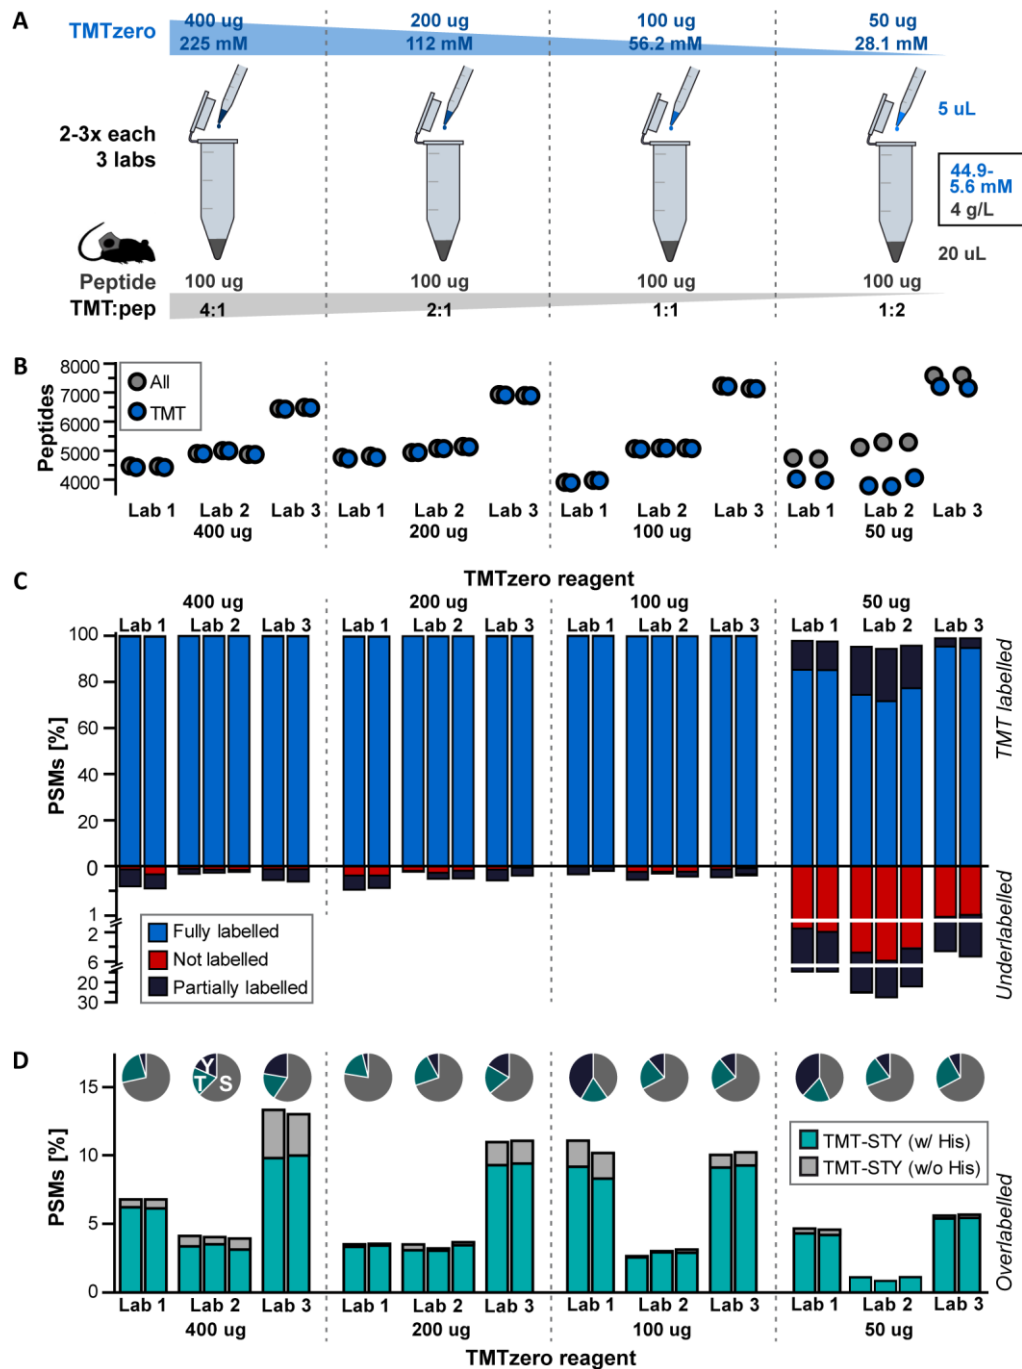 A
TMTzero
400 ug
225 mM
200 ug
112 mM
100 ug
56.2 mM
50 ug
28.1 mM
2-3x each
3 labs
5 uL
44.9-
5.6 mM
4 g/L
20 uL
Peptide
100 ug
100 ug
100 ug
100 ug
TMT:pep
4:1
2:1
1:1
1:2
B
Peptides
8000
7000
6000
5000
4000
All
TMT
Lab 1
Lab 2
Lab 3
Lab 1
Lab 2
Lab 3
Lab 1
Lab 2
Lab 3
Lab 1
Lab 2
Lab 3
400 ug
200 ug
100 ug
50 ug
TMTzero reagent
C
400 ug
200 ug
100 ug
50 ug
Lab 1
Lab 2
Lab 3
Lab 1
Lab 2
Lab 3
Lab 1
Lab 2
Lab 3
Lab 1
Lab 2
Lab 3
PSMs [%]
100
80
60
40
20
0
1
2
6
20
30
TMT labelled
Underlabelled
Fully labelled
Not labelled
Partially labelled
D
Y
T S
PSMs [%]
15
10
5
0
TMT-STY (w/ His)
TMT-STY (w/o His)
Overlabelled
Lab 1
Lab 2
Lab 3
Lab 1
Lab 2
Lab 3
Lab 1
Lab 2
Lab 3
Lab 1
Lab 2
Lab 3
400 ug
200 ug
100 ug
50 ug
TMTzero reagent